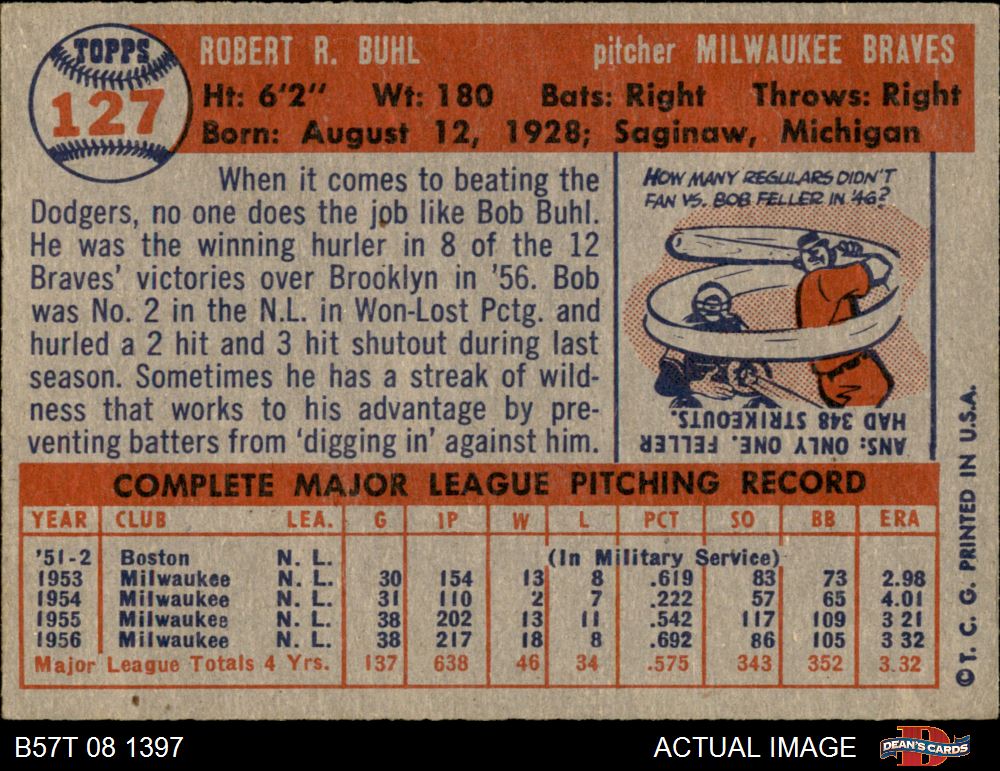 TOPPS
127
ROBERT R. BUHL pitcher MILWAUKEE BRAVES
Ht: 6'2" Wt: 180 Bats: Right Throws: Right
Born: August 12, 1928; Saginaw, Michigan
When it comes to beating the
Dodgers, no one does the job like Bob Buhl.
He was the winning hurler in 8 of the 12
Braves' victories over Brooklyn in '56. Bob
was No. 2 in the N.L. in Won-Lost Pctg. and
hurled a 2 hit and 3 hit shutout during last
season. Sometimes he has a streak of wild-
ness that works to his advantage by pre-
venting batters from 'digging in' against him.
HOW MANY REGULARS DIDN'T
FAN VS. BOB FELLER IN '46?
ANS: ONLY ONE. FELLER
HAD 348 STRIKEOUTS.
COMPLETE MAJOR LEAGUE PITCHING RECORD
YEAR CLUB LEA. G IP W L PCT SO BB ERA
'51-2 Boston N. L. (In Military Service)
1953 Milwaukee N. L. 30 154 13 8 .619 83 73 2.98
1954 Milwaukee N. L. 31 110 2 7 .222 57 65 4.01
1955 Milwaukee N. L. 38 202 13 11 .542 117 109 3 21
1956 Milwaukee N. L. 38 217 18 8 .692 86 105 3 32
Major League Totals 4 Yrs. 137 638 46 34 .575 343 352 3.32
© T. C. G. PRINTED IN U.S.A.
B57T 08 1397 ACTUAL IMAGE DEAN'S CARDS